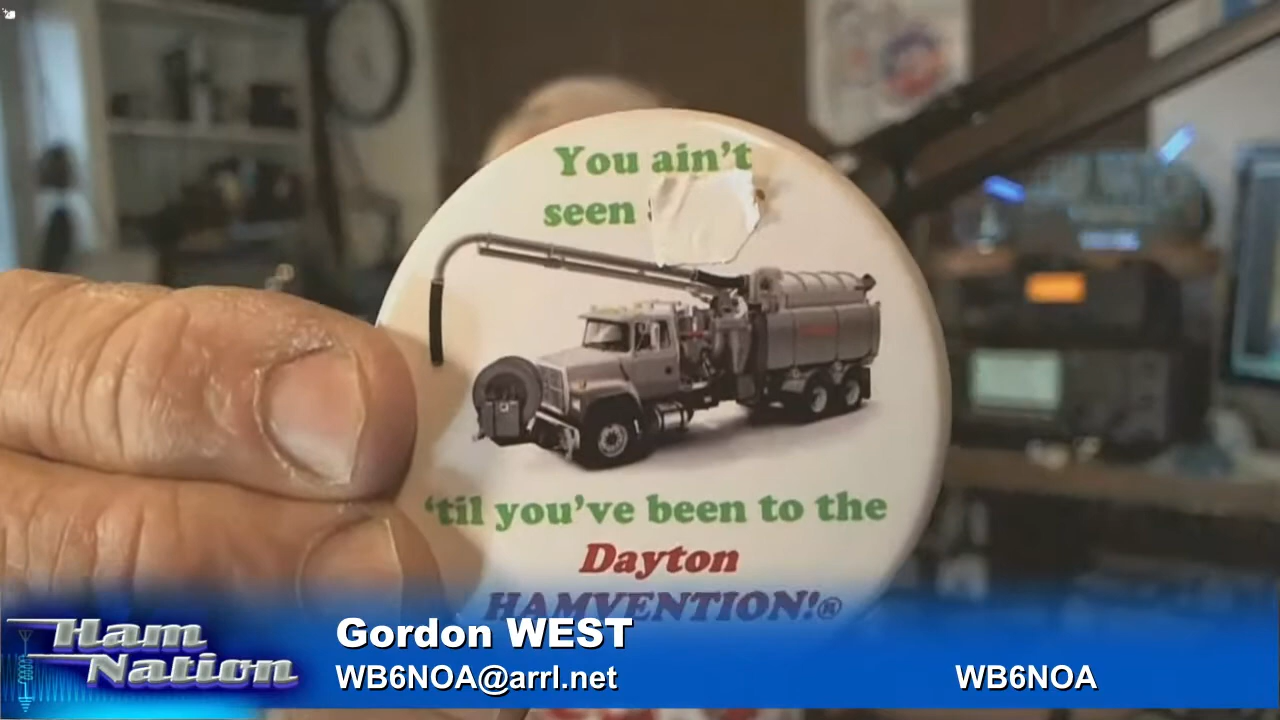 You ain't
seen
'til you've been to the
Dayton
HAMVENTION!®
Ham
Nation
Gordon WEST
WB6NOA@arrl.net
WB6NOA